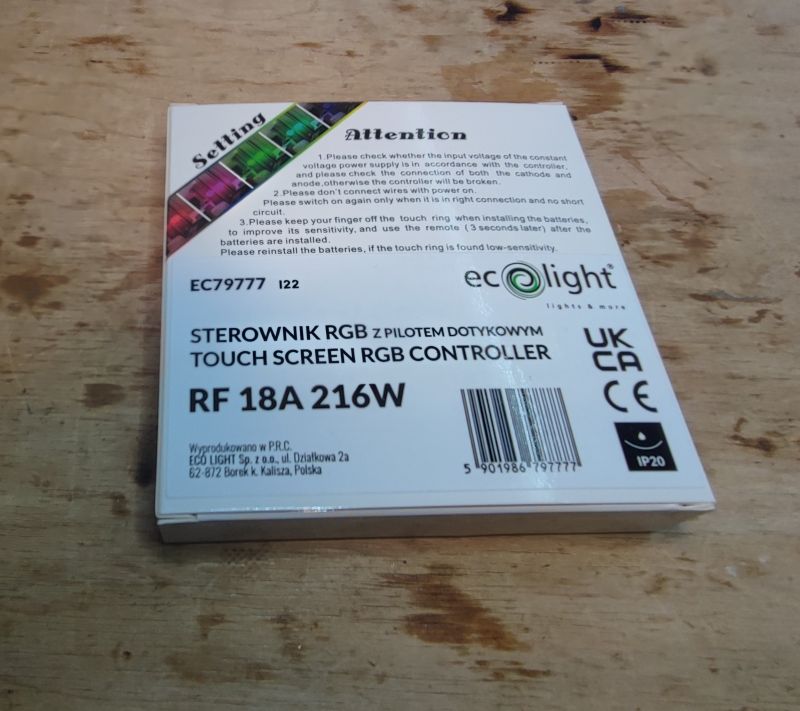 Setting
Attention
1.Please check whether the input voltage of the constant
voltage power supply is in accordance with the controller,
and please check the connection of both the cathode and
anode,otherwise the controller will be broken.
2.Please don't connect wires with power on.
Please switch on again only when it is in right connection and no short
circuit.
3.Please keep your finger off the touch ring when installing the batteries,
to improve its sensitivity, and use the remote (3 seconds later) after the
batteries are installed.
Please reinstall the batteries, if the touch ring is found low-sensitivity.
EC79777 I22
ecolight®
lights & more
STEROWNIK RGB Z PILOTEM DOTYKOWYM
TOUCH SCREEN RGB CONTROLLER
RF 18A 216W
UK
CA
CE
Wyprodukowano w P.R.C.
ECO LIGHT Sp. z o.o., ul. Działkowa 2a
62-872 Borek k. Kalisza, Polska
5 901986 797777
IP20